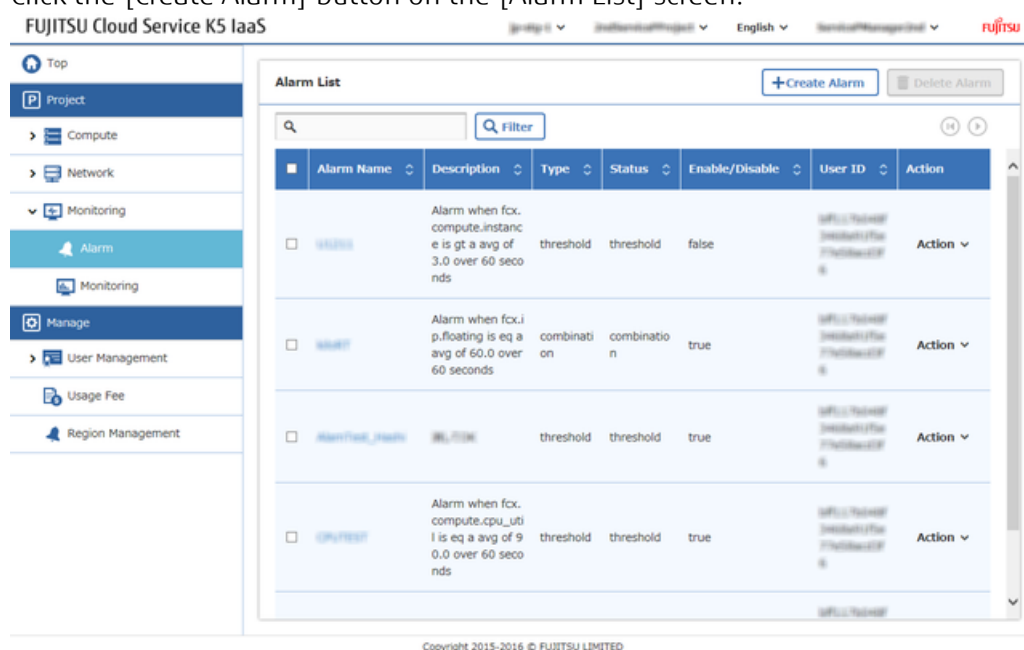 click the [Create Alarm] button on the [Alarm List] screen.
FUJITSU Cloud Service K5 IaaS
English
FUJITSU
Top
Project
Compute
Network
Monitoring
Alarm
Monitoring
Manage
User Management
Usage Fee
Region Management
Alarm List
+Create Alarm
Delete Alarm
Filter
Alarm Name Description Type Status Enable/Disable User ID Action
Alarm when fcx.
compute.instanc
e is gt a avg of
3.0 over 60 seco
nds
threshold threshold false
Action
Alarm when fcx.i
p.floating is eq a
avg of 60.0 over
60 seconds
combinati
on
combinatio
n
true
Action
threshold threshold true
Action
Alarm when fcx.
compute.cpu_uti
l is eq a avg of 9
0.0 over 60 seco
nds
threshold threshold true
Action
Copyright 2015-2016 © FUJITSU LIMITED